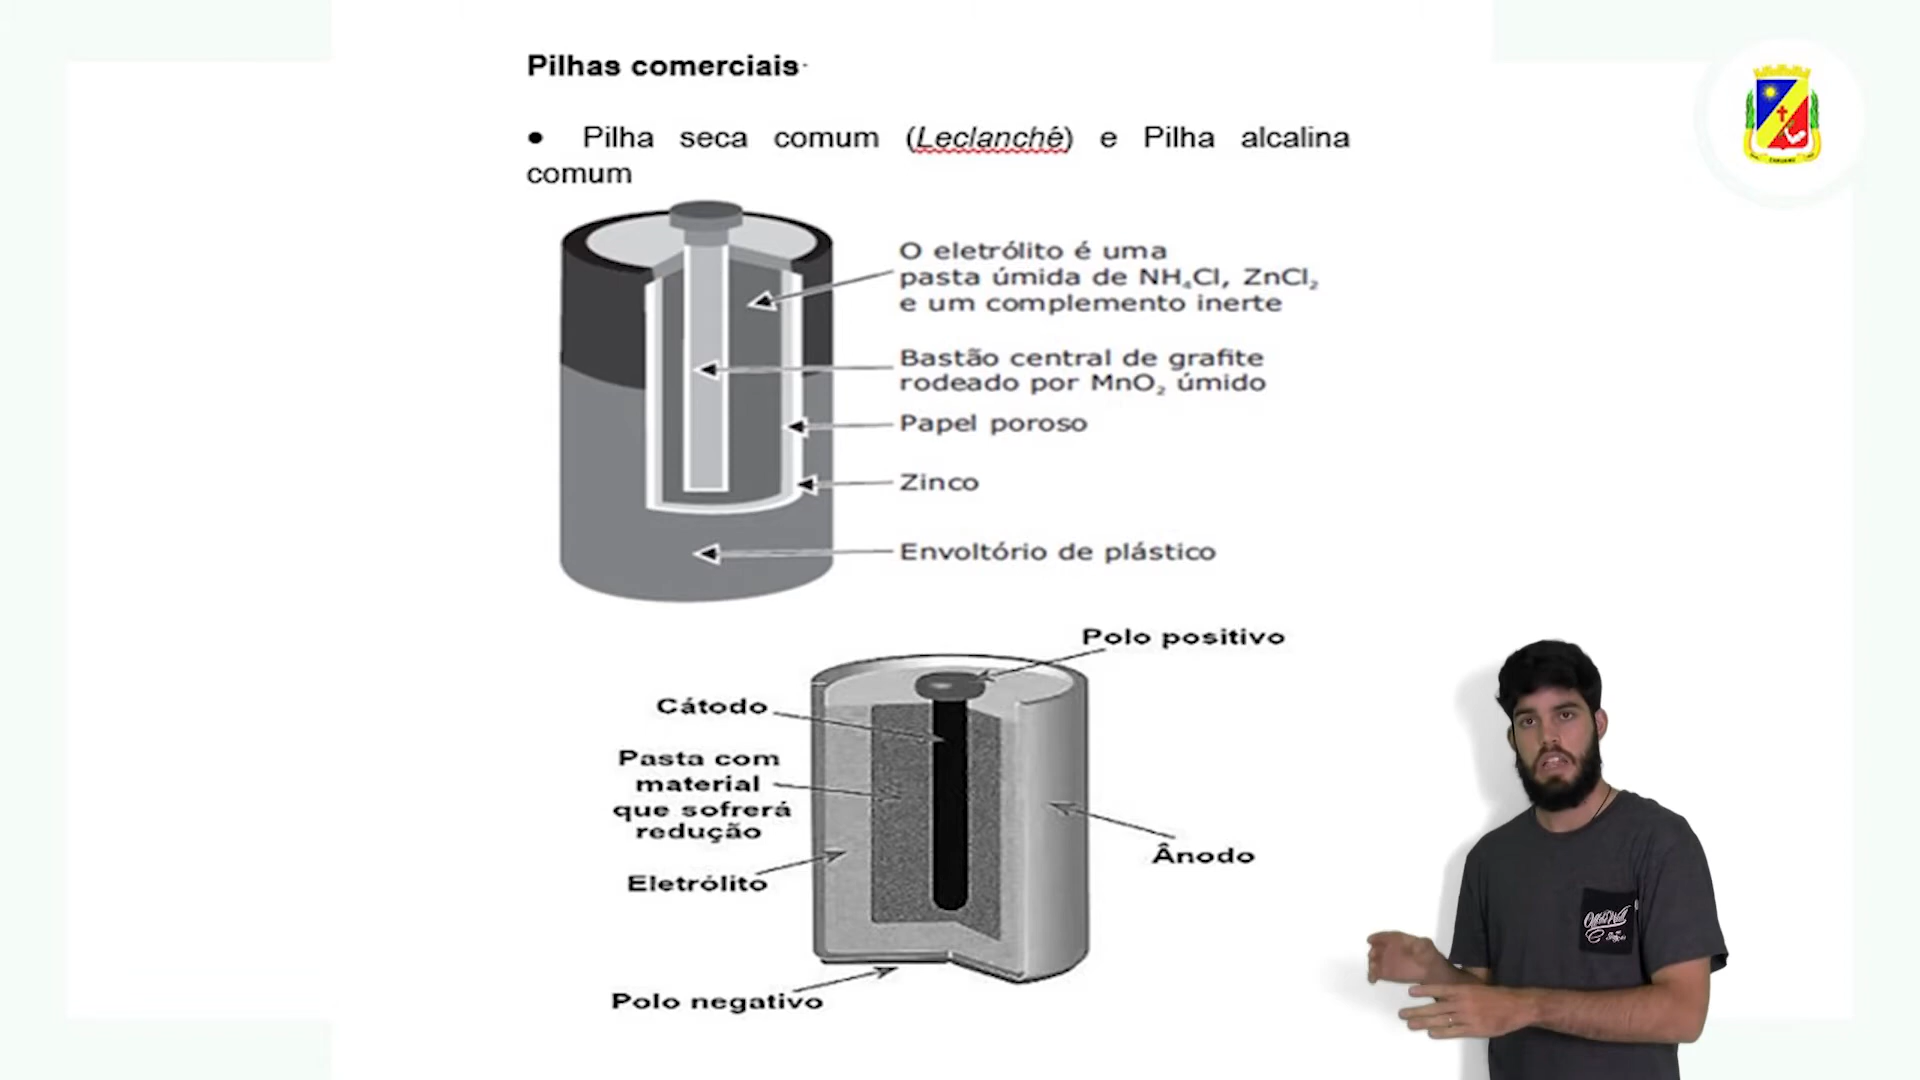 Pilhas comerciais
● Pilha seca comum (Leclanché) e Pilha alcalina
comum
O eletrólito é uma
pasta úmida de NH₄Cl, ZnCl₂
e um complemento inerte
Bastão central de grafite
rodeado por MnO₂ úmido
Papel poroso
Zinco
Envoltório de plástico
Polo positivo
Cátodo
Pasta com
material
que sofrerá
redução
Eletrólito
Ânodo
Polo negativo